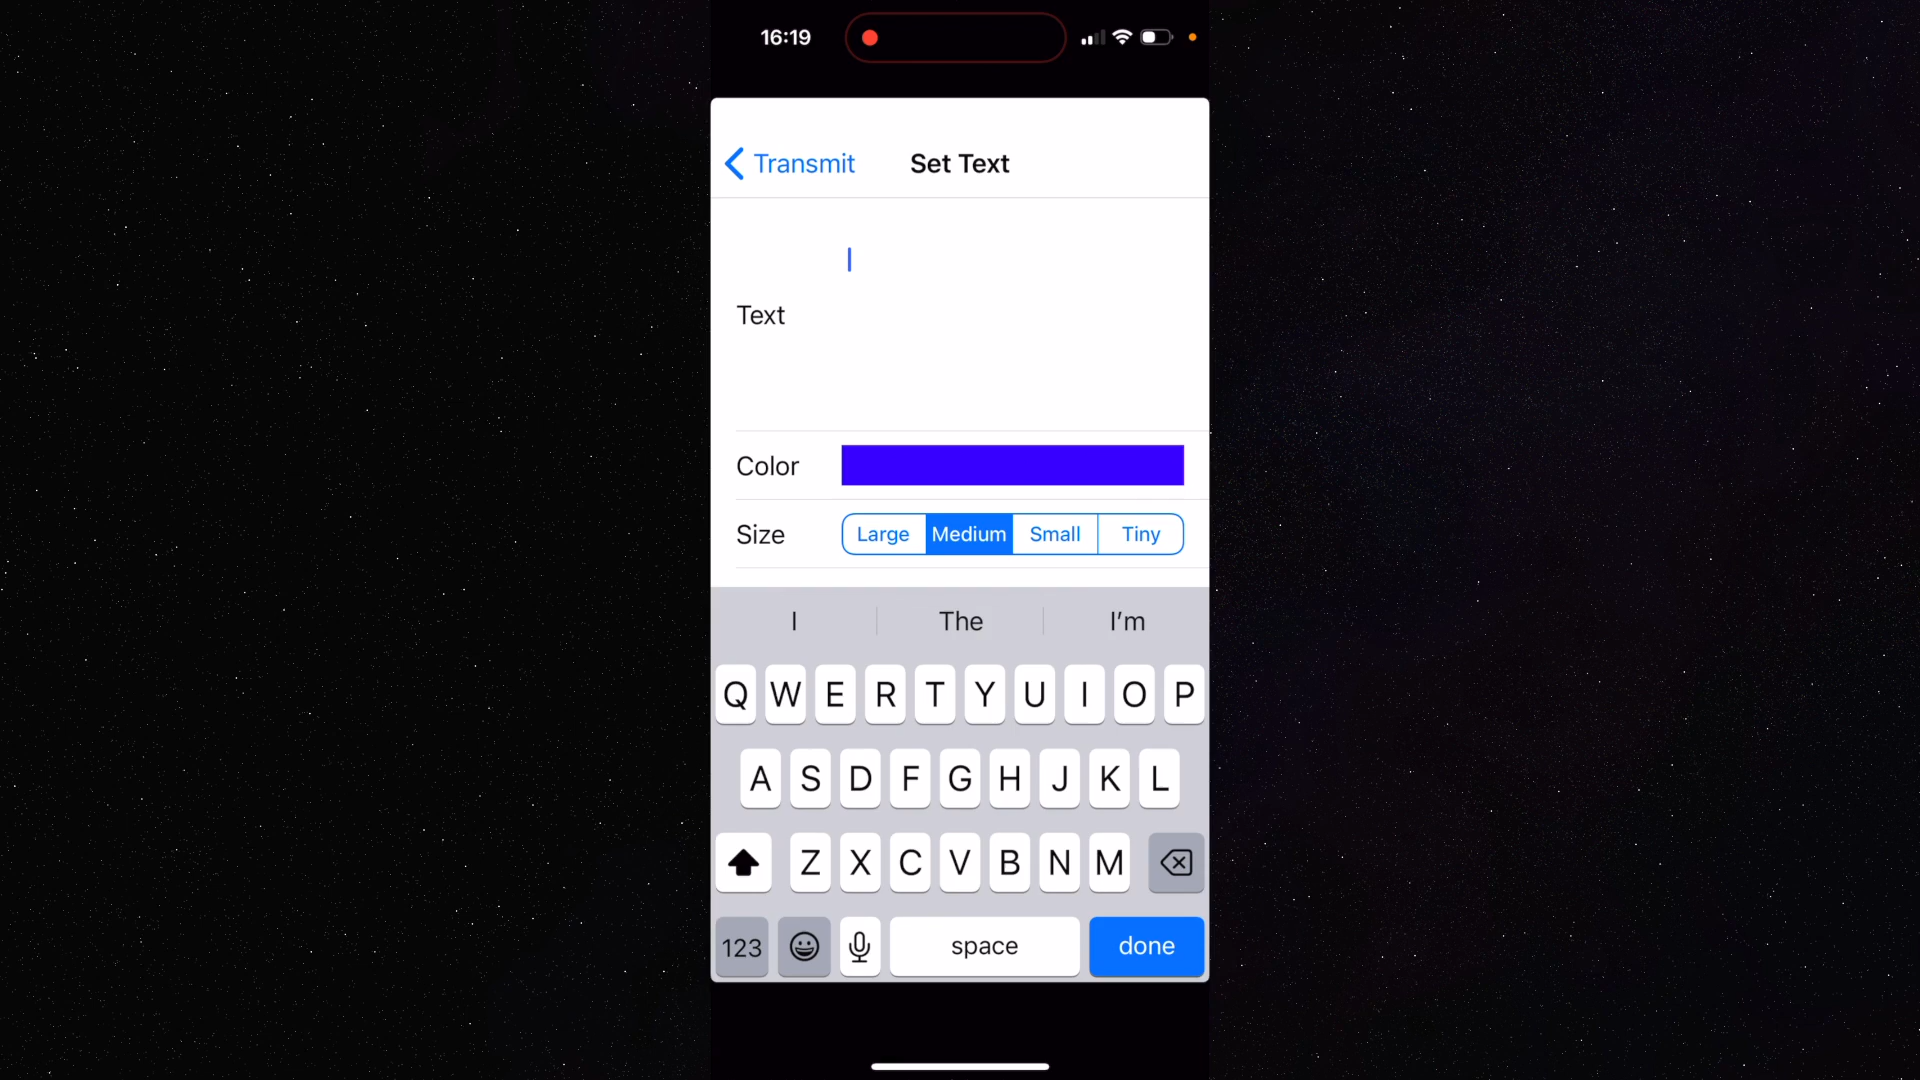 16:19
Transmit Set Text
Text
Color
Size Large Medium Small Tiny
I The I'm
Q W E R T Y U I O P
A S D F G H J K L
Z X C V B N M
123 space done